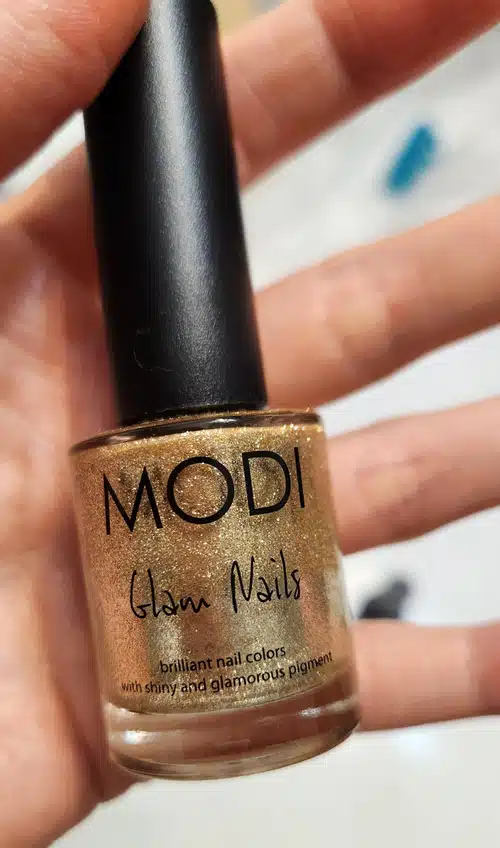 MODI
Glam Nails
brilliant nail colors
with shiny and glamorous pigment